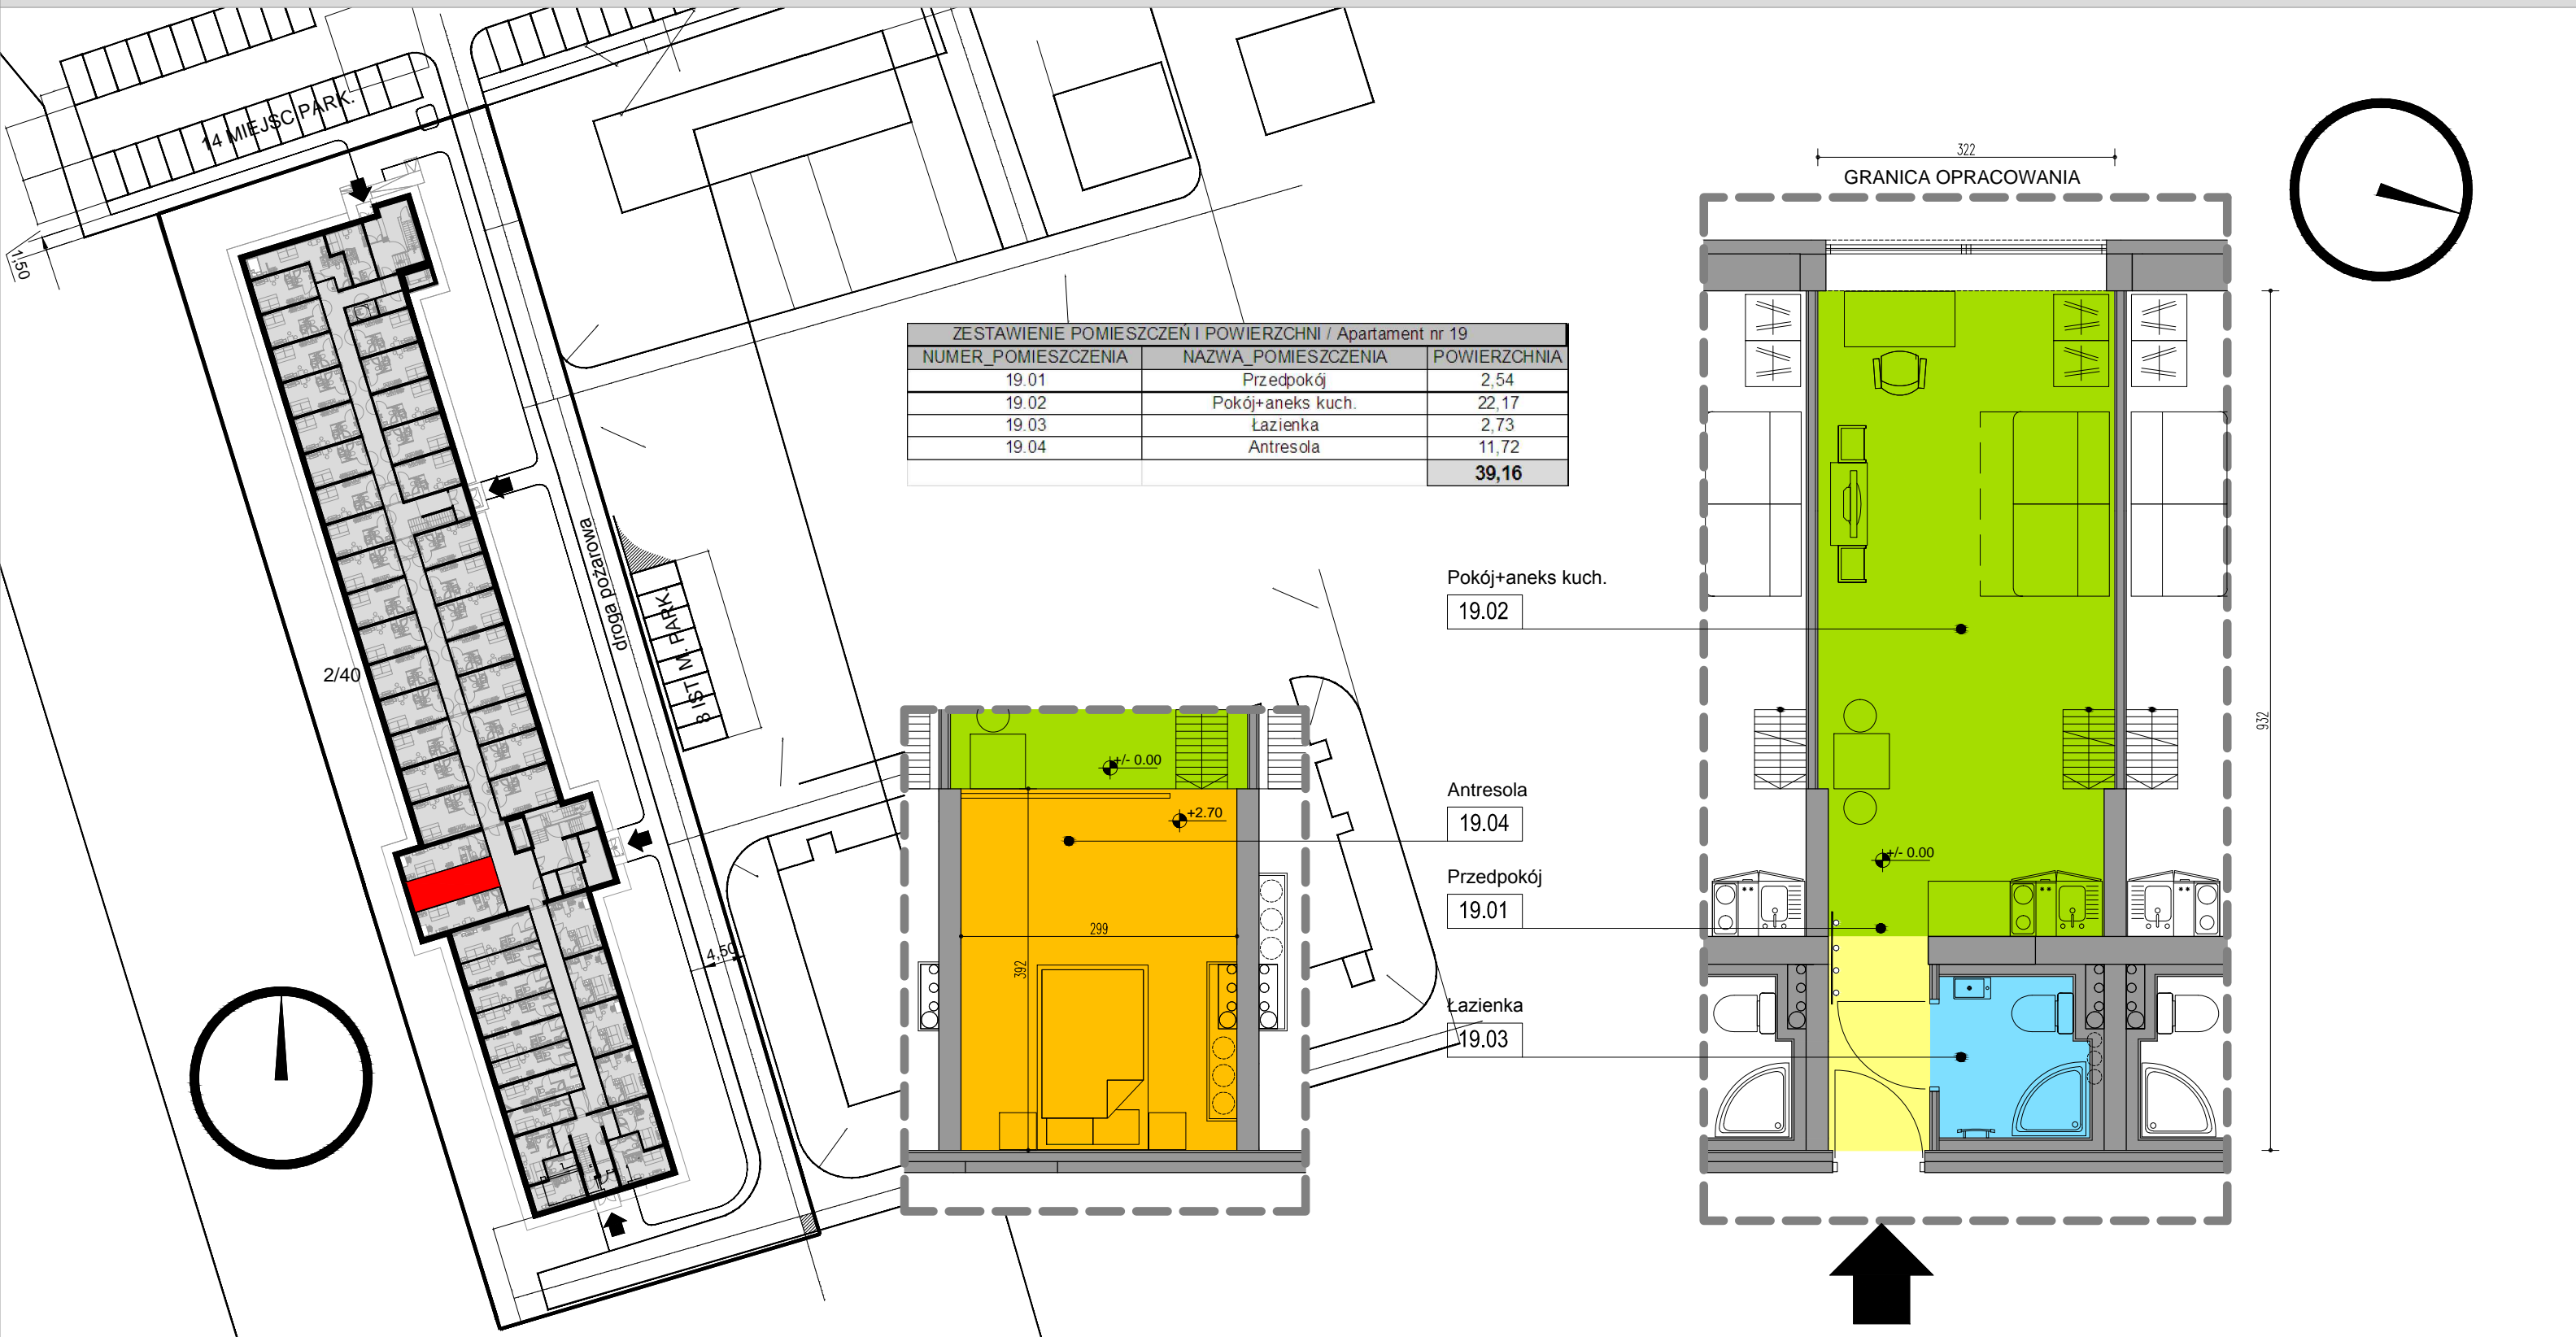 14 MIEJSC PARK.
1,50
droga pożarowa
8 IST. M. PARK.
2/40
4,50
ZESTAWIENIE POMIESZCZEŃ I POWIERZCHNI / Apartament nr 19
NUMER_POMIESZCZENIA NAZWA_POMIESZCZENIA POWIERZCHNIA
19.01 Przedpokój 2,54
19.02 Pokój+aneks kuch. 22,17
19.03 Łazienka 2,73
19.04 Antresola 11,72
39,16
+/- 0.00
+2.70
299
392
Pokój+aneks kuch.
19.02
Antresola
19.04
Przedpokój
19.01
Łazienka
19.03
322
GRANICA OPRACOWANIA
932
+/- 0.00